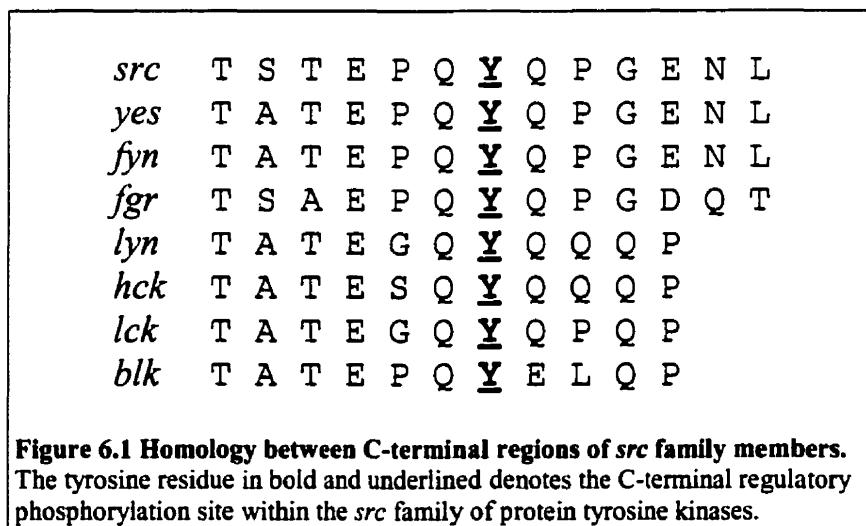 src T S T E P Q Y Q P G E N L
yes T A T E P Q Y Q P G E N L
fyn T A T E P Q Y Q P G E N L
fgr T S A E P Q Y Q P G D Q T
lyn T A T E G Q Y Q Q Q P
hck T A T E S Q Y Q Q Q P
lck T A T E G Q Y Q P Q P
blk T A T E P Q Y E L Q P
Figure 6.1 Homology between C-terminal regions of src family members.
The tyrosine residue in bold and underlined denotes the C-terminal regulatory
phosphorylation site within the src family of protein tyrosine kinases.